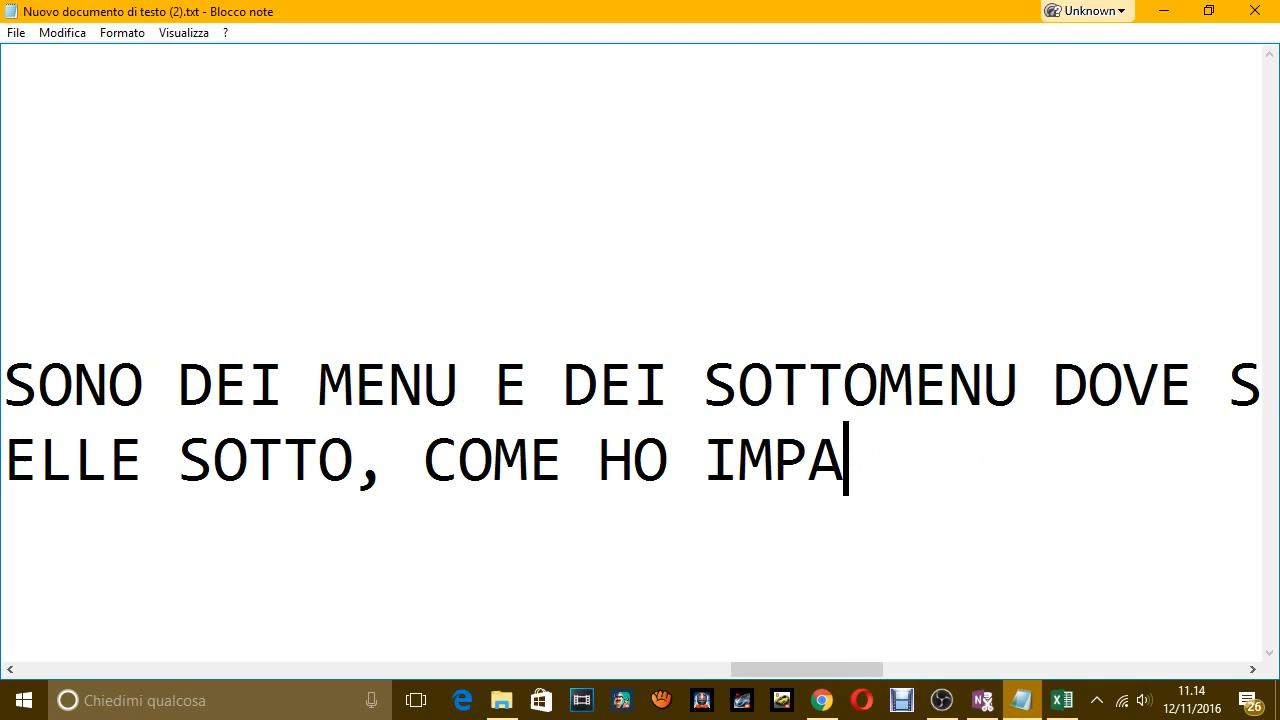 Nuovo documento di testo (2).txt - Blocco note
Unknown
File Modifica Formato Visualizza ?
SONO DEI MENU E DEI SOTTOMENU DOVE S
ELLE SOTTO, COME HO IMPA
Chiedimi qualcosa
11.14
12/11/2016
26